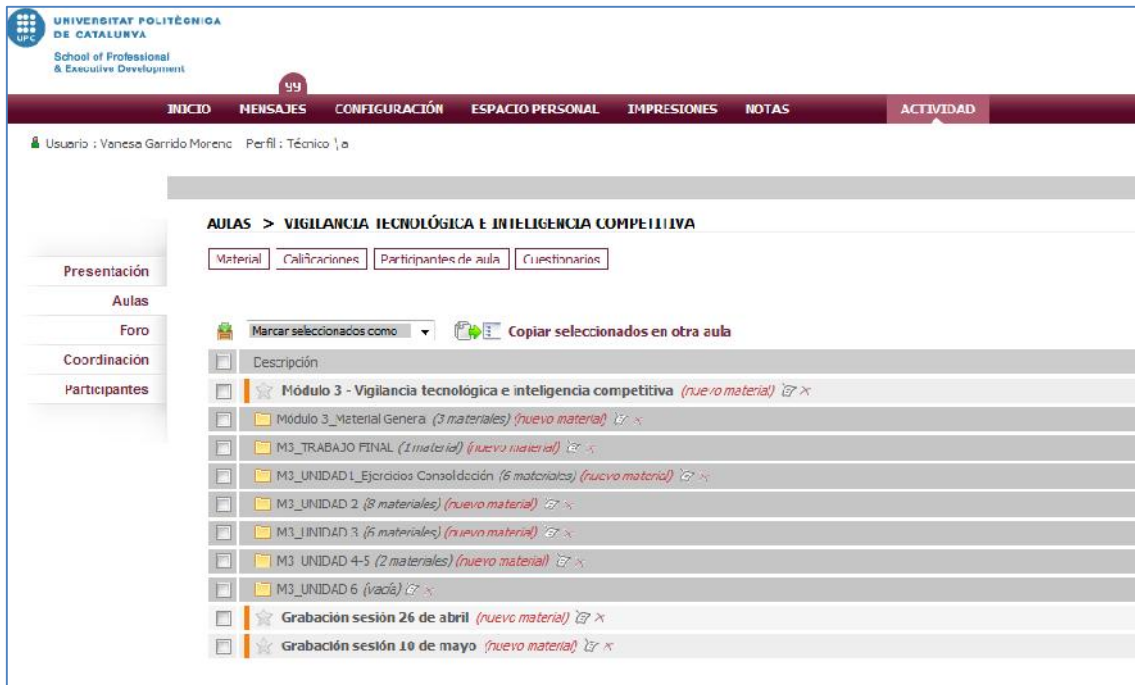 UNIVERSITAT POLITÈCNICA
DE CATALUNYA
UPC
School of Professional
& Executive Development
99
INICIO MENSAJES CONFIGURACIÓN ESPACIO PERSONAL IMPRESIONES NOTAS ACTIVIDAD
Usuario : Vanesa Garrido Moreno Perfil : Técnico \ a
AULAS > VIGILANCIA TECNOLÓGICA E INTELIGENCIA COMPETITIVA
Material Calificaciones Participantes de aula Cuestionarios
Presentación
Aulas
Foro
Coordinación
Participantes
Marcar seleccionados como Copiar seleccionados en otra aula
Descripción
Módulo 3 - Vigilancia tecnológica e inteligencia competitiva (nuevo material)
Módulo 3_Material General (3 materiales) (nuevo material)
M3_TRABAJO FINAL (1 material) (nuevo material)
M3_UNIDAD1_Ejercicios Consolidación (6 materiales) (nuevo material)
M3_UNIDAD 2 (8 materiales) (nuevo material)
M3_UNIDAD 3 (6 materiales) (nuevo material)
M3_UNIDAD 4-5 (2 materiales) (nuevo material)
M3_UNIDAD 6 (vacía)
Grabación sesión 26 de abril (nuevo material)
Grabación sesión 10 de mayo (nuevo material)